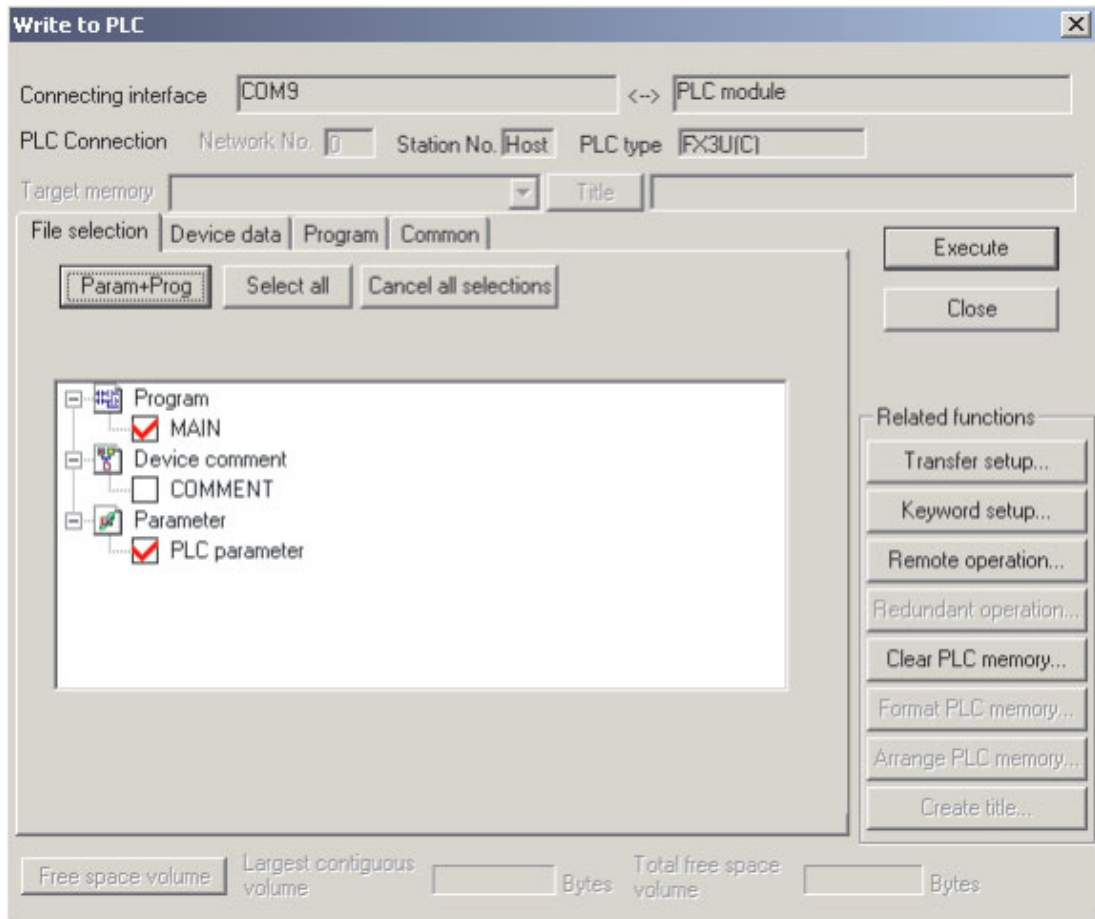 Write to PLC
Connecting interface COM9 <--> PLC module
PLC Connection Network No. 0 Station No. Host PLC type FX3U(C)
Target memory Title
File selection Device data Program Common
Execute
Param+Prog Select all Cancel all selections
Close
Program
MAIN
Device comment
COMMENT
Parameter
PLC parameter
Related functions
Transfer setup...
Keyword setup...
Remote operation...
Redundant operation...
Clear PLC memory...
Format PLC memory...
Arrange PLC memory...
Create title...
Free space volume Largest contiguous volume Bytes Total free space volume Bytes